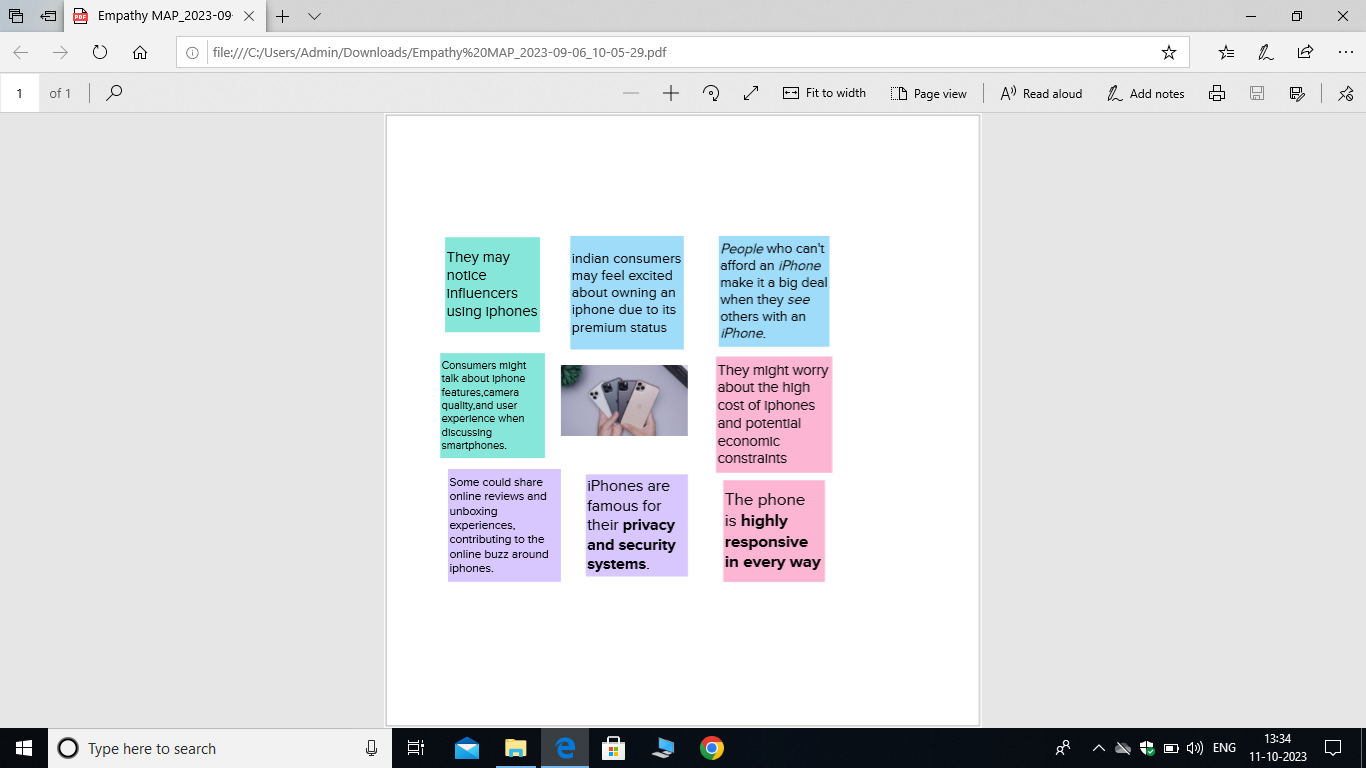 Empathy MAP_2023-09-
file:///C:/Users/Admin/Downloads/Empathy%20MAP_2023-09-06_10-05-29.pdf
1 of 1
Fit to width
Page view
Read aloud
Add notes
They may
notice
influencers
using iphones
indian consumers
may feel excited
about owning an
iphone due to its
premium status
People who can't
afford an iPhone
make it a big deal
when they see
others with an
iPhone.
Consumers might
talk about iphone
features,camera
quality,and user
experience when
discussing
smartphones.
They might worry
about the high
cost of iphones
and potential
economic
constraints
Some could share
online reviews and
unboxing
experiences,
contributing to the
online buzz around
iphones.
iPhones are
famous for
their privacy
and security
systems.
The phone
is highly
responsive
in every way
Type here to search
ENG
13:34
11-10-2023